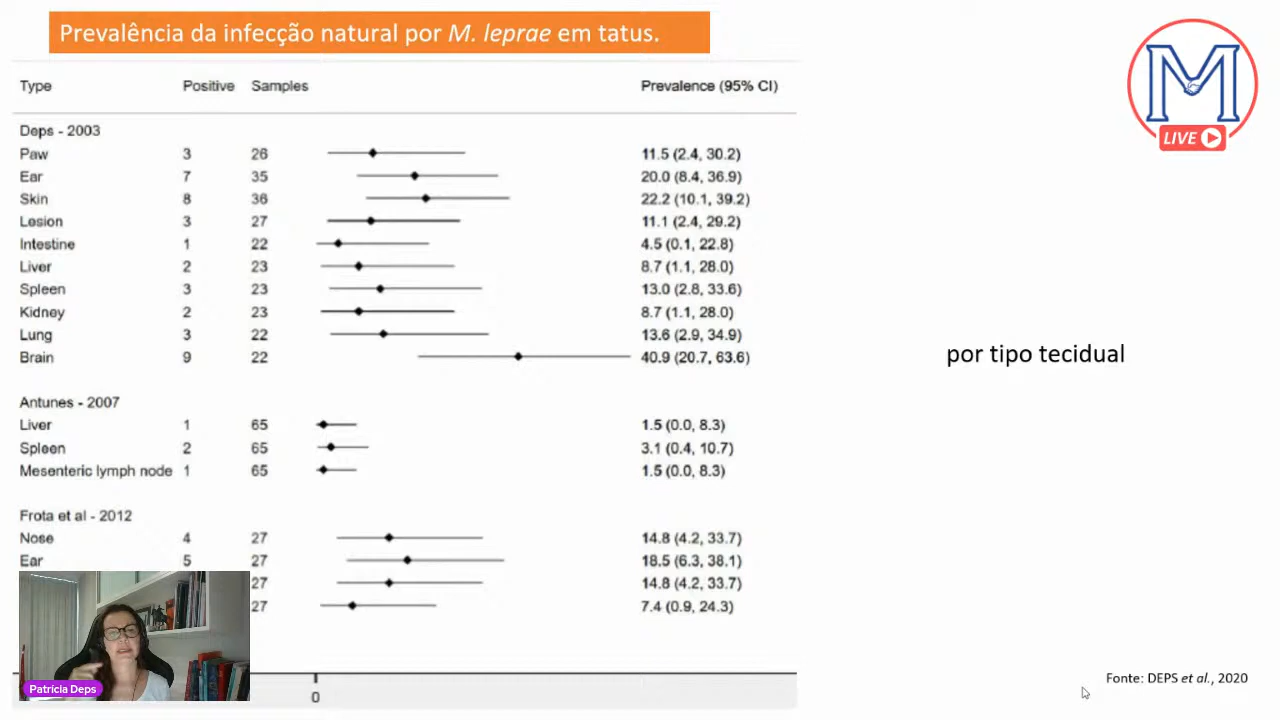 Prevalência da infecção natural por M. leprae em tatus.
M
LIVE
Type Positive Samples Prevalence (95% CI)
Deps - 2003
Paw 3 26 11.5 (2.4, 30.2)
Ear 7 35 20.0 (8.4, 36.9)
Skin 8 36 22.2 (10.1, 39.2)
Lesion 3 27 11.1 (2.4, 29.2)
Intestine 1 22 4.5 (0.1, 22.8)
Liver 2 23 8.7 (1.1, 28.0)
Spleen 3 23 13.0 (2.8, 33.6)
Kidney 2 23 8.7 (1.1, 28.0)
Lung 3 22 13.6 (2.9, 34.9)
Brain 9 22 40.9 (20.7, 63.6)
por tipo tecidual
Antunes - 2007
Liver 1 65 1.5 (0.0, 8.3)
Spleen 2 65 3.1 (0.4, 10.7)
Mesenteric lymph node 1 65 1.5 (0.0, 8.3)
Frota et al - 2012
Nose 4 27 14.8 (4.2, 33.7)
Ear 5 27 18.5 (6.3, 38.1)
27 14.8 (4.2, 33.7)
27 7.4 (0.9, 24.3)
Patrícia Deps
0
Fonte: DEPS et al., 2020